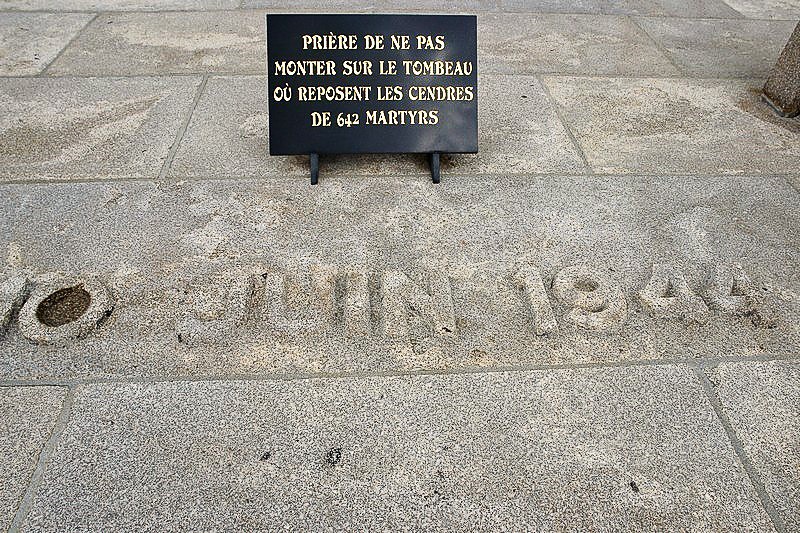 PRIÈRE DE NE PAS
MONTER SUR LE TOMBEAU
OÙ REPOSENT LES CENDRES
DE 642 MARTYRS
10 JUIN 1944